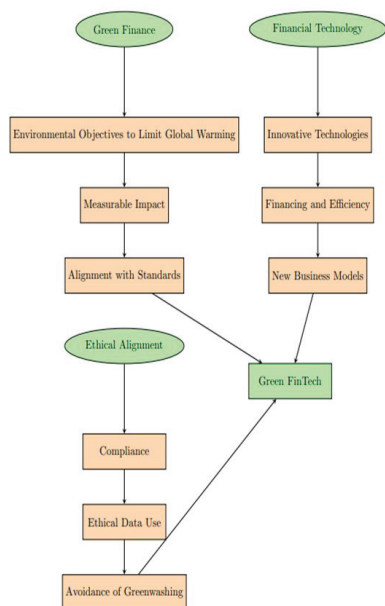 Green Finance
Financial Technology
Environmental Objectives to Limit Global Warming
Innovative Technologies
Measurable Impact
Financing and Efficiency
Alignment with Standards
New Business Models
Ethical Alignment
Green FinTech
Compliance
Ethical Data Use
Avoidance of Greenwashing